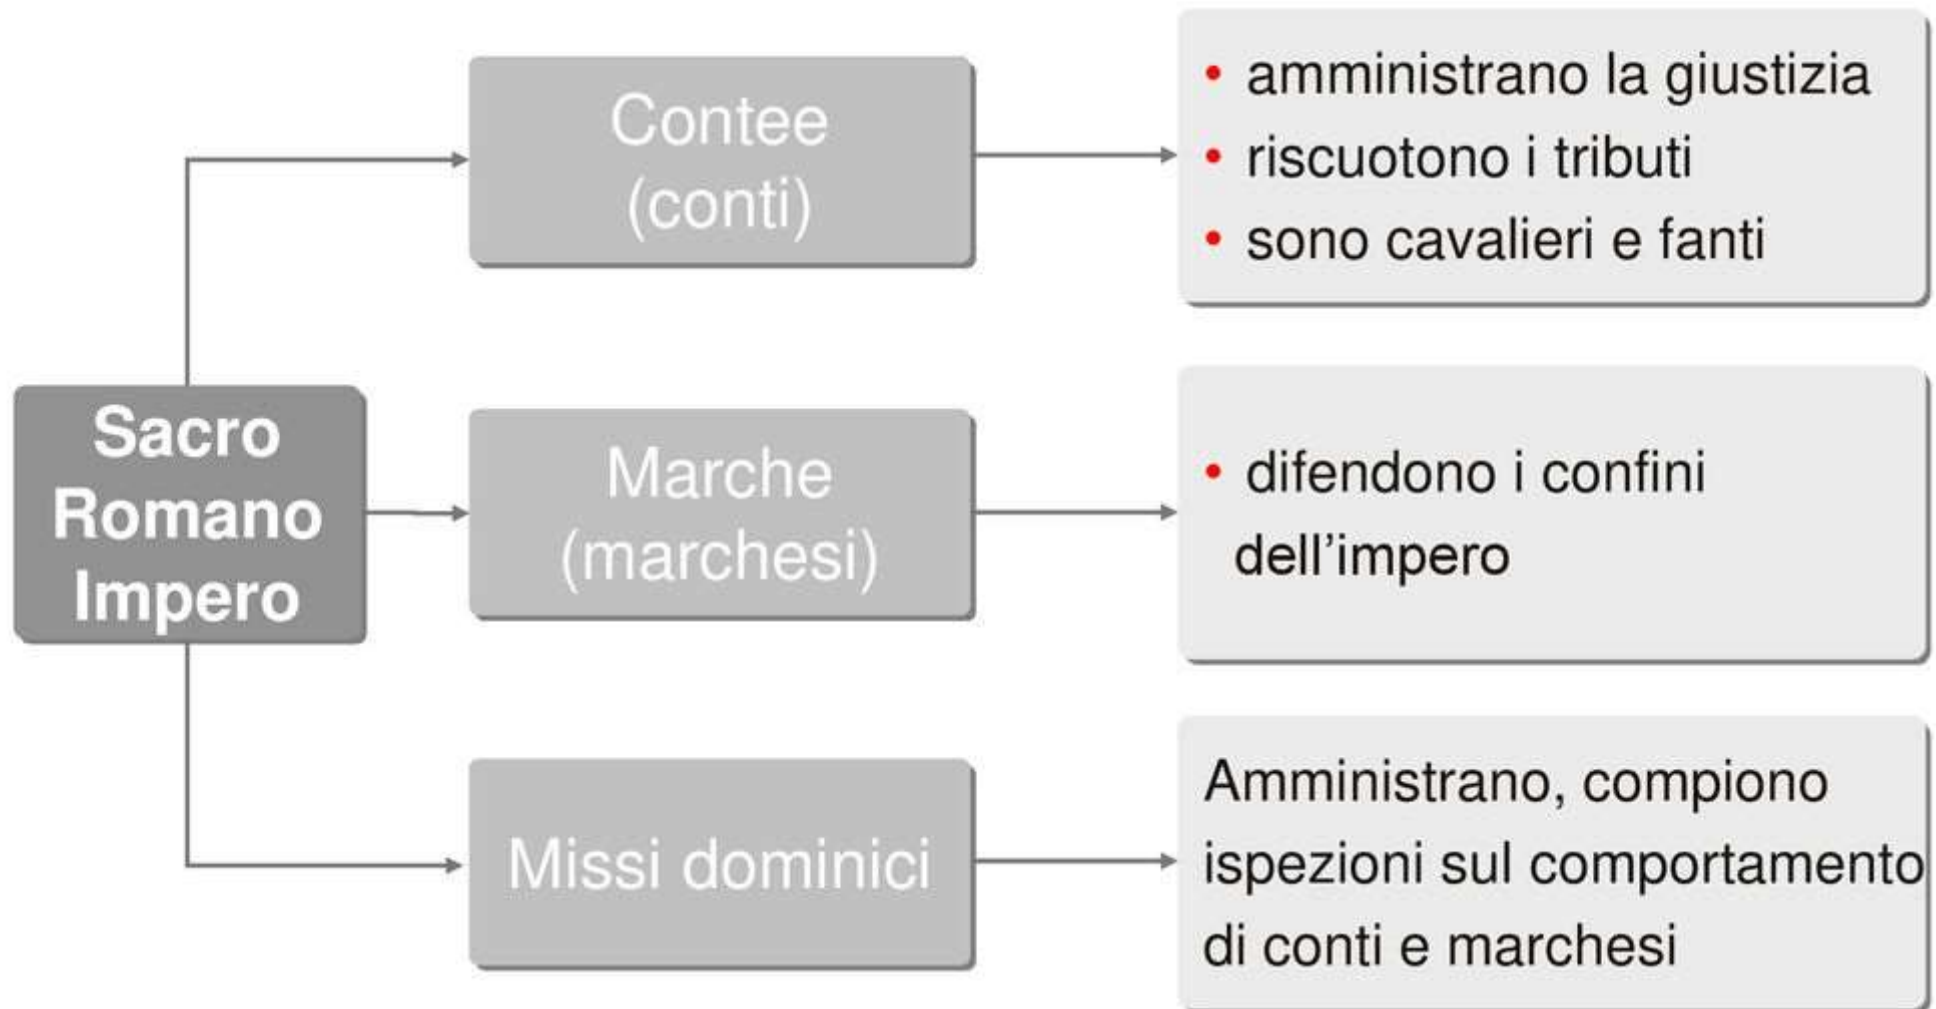 Sacro
Romano
Impero
Contee
(conti)
• amministrano la giustizia
• riscuotono i tributi
• sono cavalieri e fanti
Marche
(marchesi)
• difendono i confini
dell’impero
Missi dominici
Amministrano, compiono
ispezioni sul comportamento
di conti e marchesi